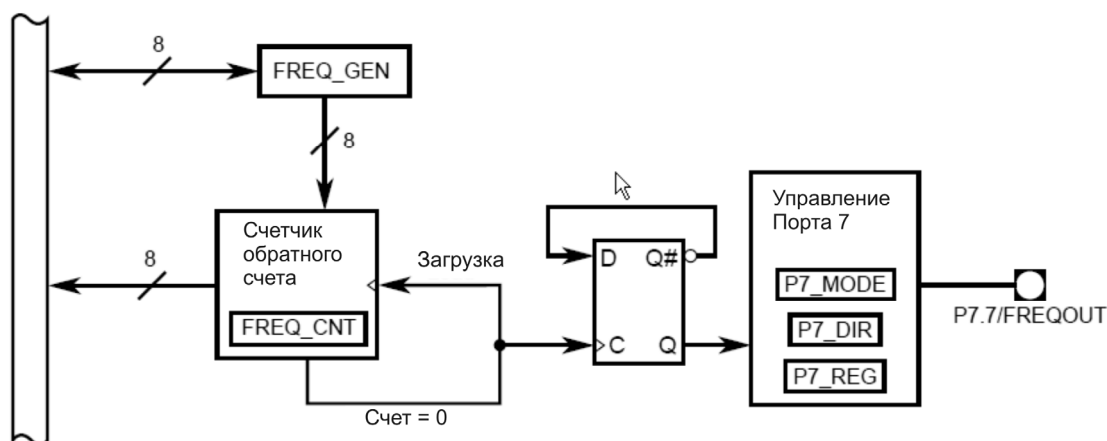 8
FREQ_GEN
8
Управление
Порта 7
Счетчик
обратного
счета
8
Загрузка
D Q#
P7_MODE
P7.7/FREQOUT
FREQ_CNT
P7_DIR
C Q
P7_REG
Счет = 0